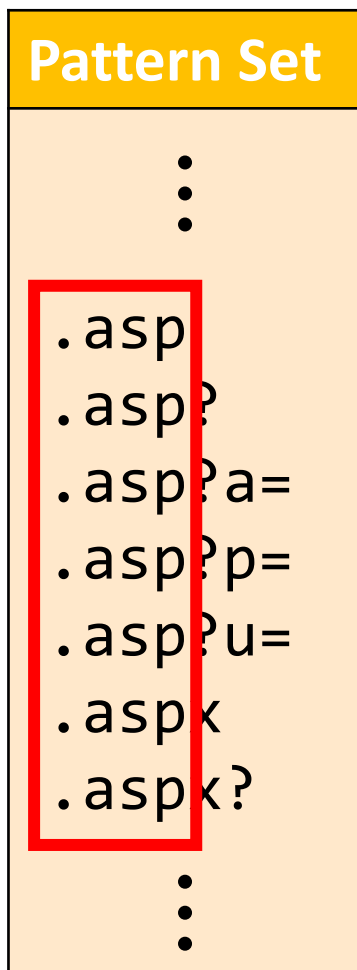 Pattern Set
.asp
.asp?
.asp?a=
.asp?p=
.asp?u=
.aspx
.aspx?